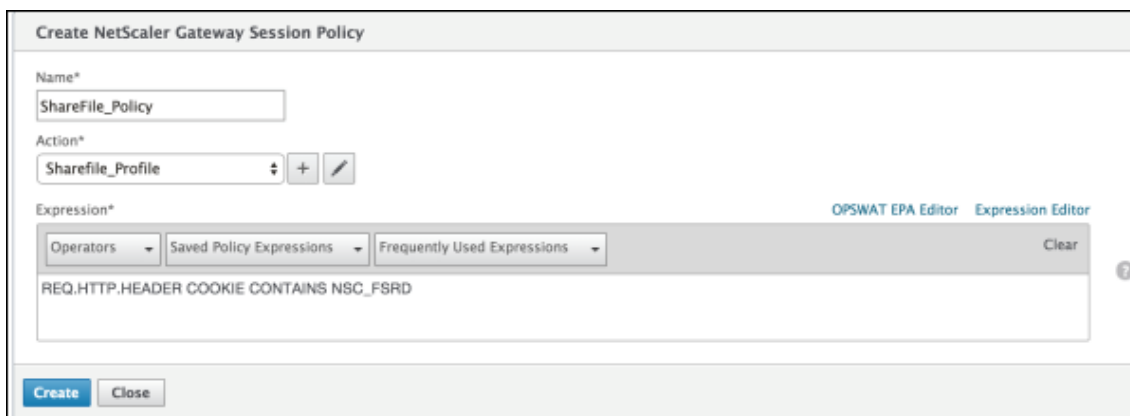 Create NetScaler Gateway Session Policy
Name*
ShareFile_Policy
Action*
Sharefile_Profile +
Expression* OPSWAT EPA Editor Expression Editor
Operators Saved Policy Expressions Frequently Used Expressions Clear
?
REQ.HTTP.HEADER COOKIE CONTAINS NSC_FSRD
Create Close